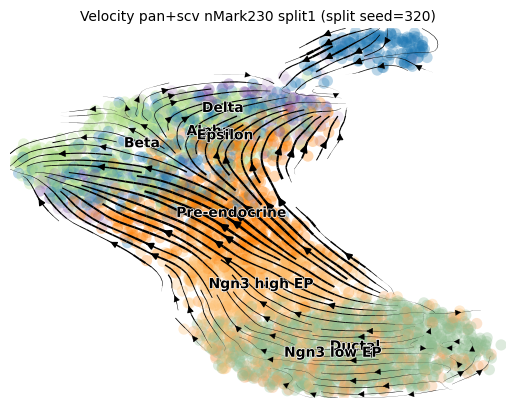 Velocity pan+scv nMark230 split1 (split seed=320)
Delta
Alpha
Epsilon
Beta
Pre-endocrine
Ngn3 high EP
Ductal
Ngn3 low EP